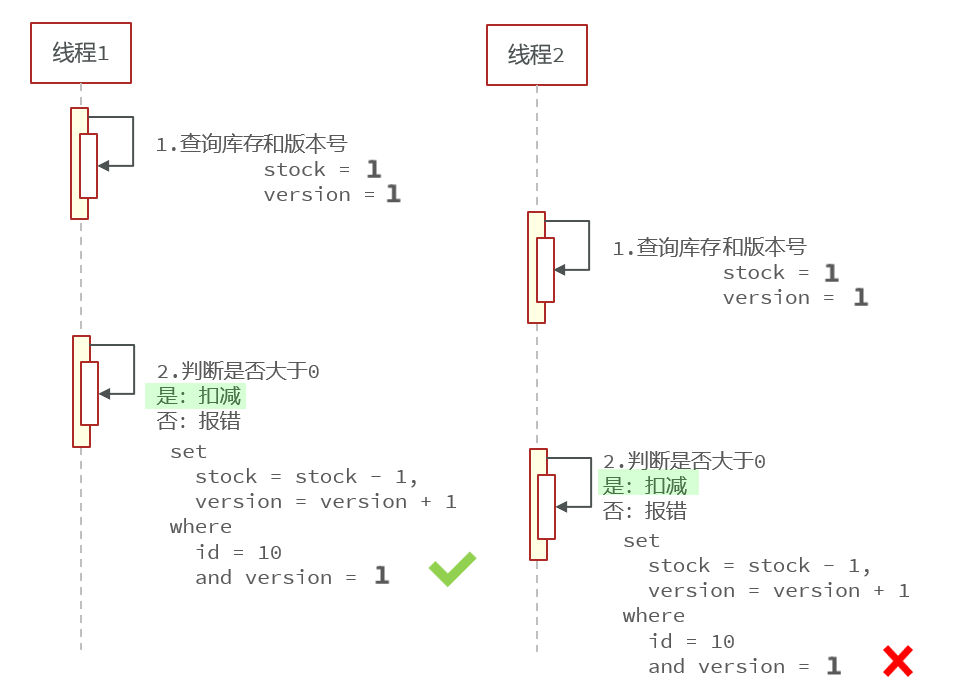 线程1
1.查询库存和版本号
stock = 1
version = 1
2.判断是否大于0
是: 扣减
否: 报错
set
stock = stock - 1,
version = version + 1
where
id = 10
and version = 1
线程2
1.查询库存和版本号
stock = 1
version = 1
2.判断是否大于0
是: 扣减
否: 报错
set
stock = stock - 1,
version = version + 1
where
id = 10
and version = 1